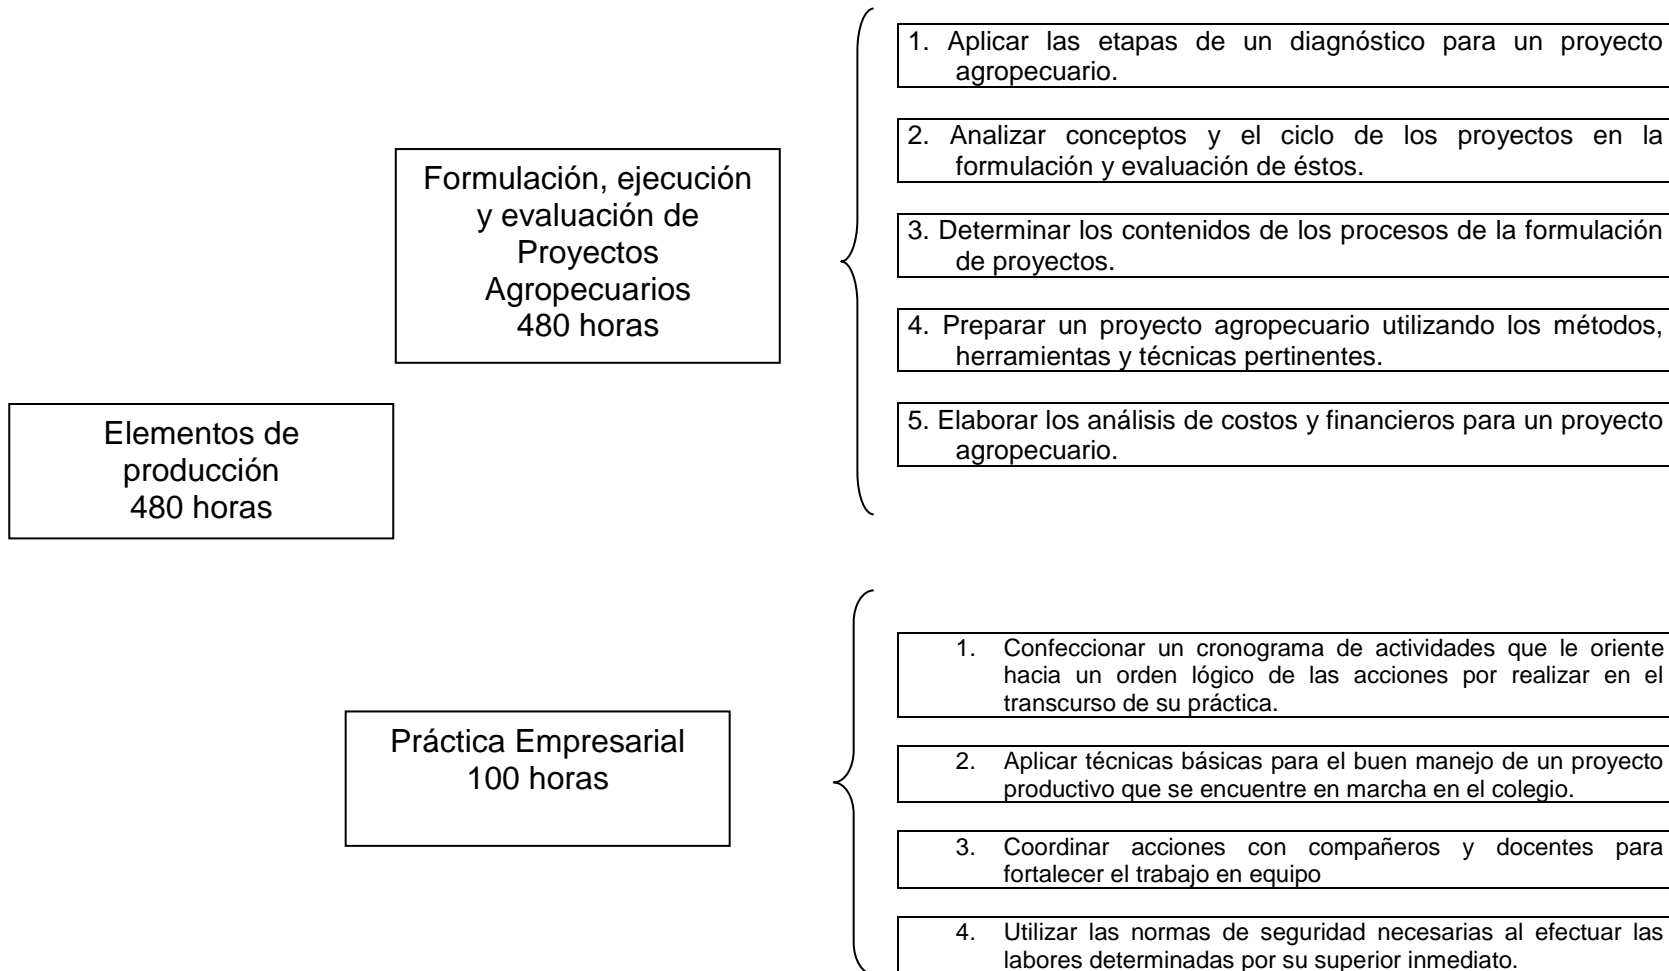 Elementos de
producción
480 horas
Formulación, ejecución
y evaluación de
Proyectos
Agropecuarios
480 horas
1. Aplicar las etapas de un diagnóstico para un proyecto
agropecuario.
2. Analizar conceptos y el ciclo de los proyectos en la
formulación y evaluación de éstos.
3. Determinar los contenidos de los procesos de la formulación
de proyectos.
4. Preparar un proyecto agropecuario utilizando los métodos,
herramientas y técnicas pertinentes.
5. Elaborar los análisis de costos y financieros para un proyecto
agropecuario.
Práctica Empresarial
100 horas
1. Confeccionar un cronograma de actividades que le oriente
hacia un orden lógico de las acciones por realizar en el
transcurso de su práctica.
2. Aplicar técnicas básicas para el buen manejo de un proyecto
productivo que se encuentre en marcha en el colegio.
3. Coordinar acciones con compañeros y docentes para
fortalecer el trabajo en equipo
4. Utilizar las normas de seguridad necesarias al efectuar las
labores determinadas por su superior inmediato.